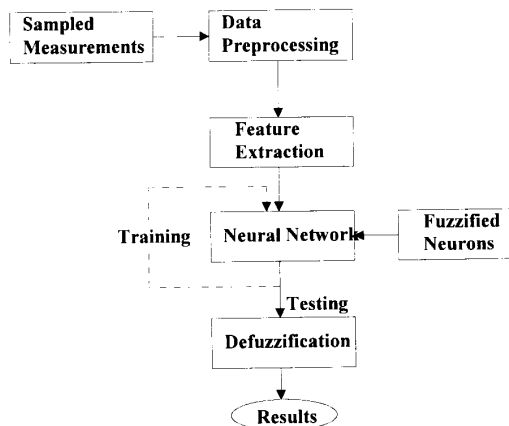 Sampled
Measurements
Data
Preprocessing
Feature
Extraction
Training
Neural Network
Fuzzified
Neurons
Testing
Defuzzification
Results